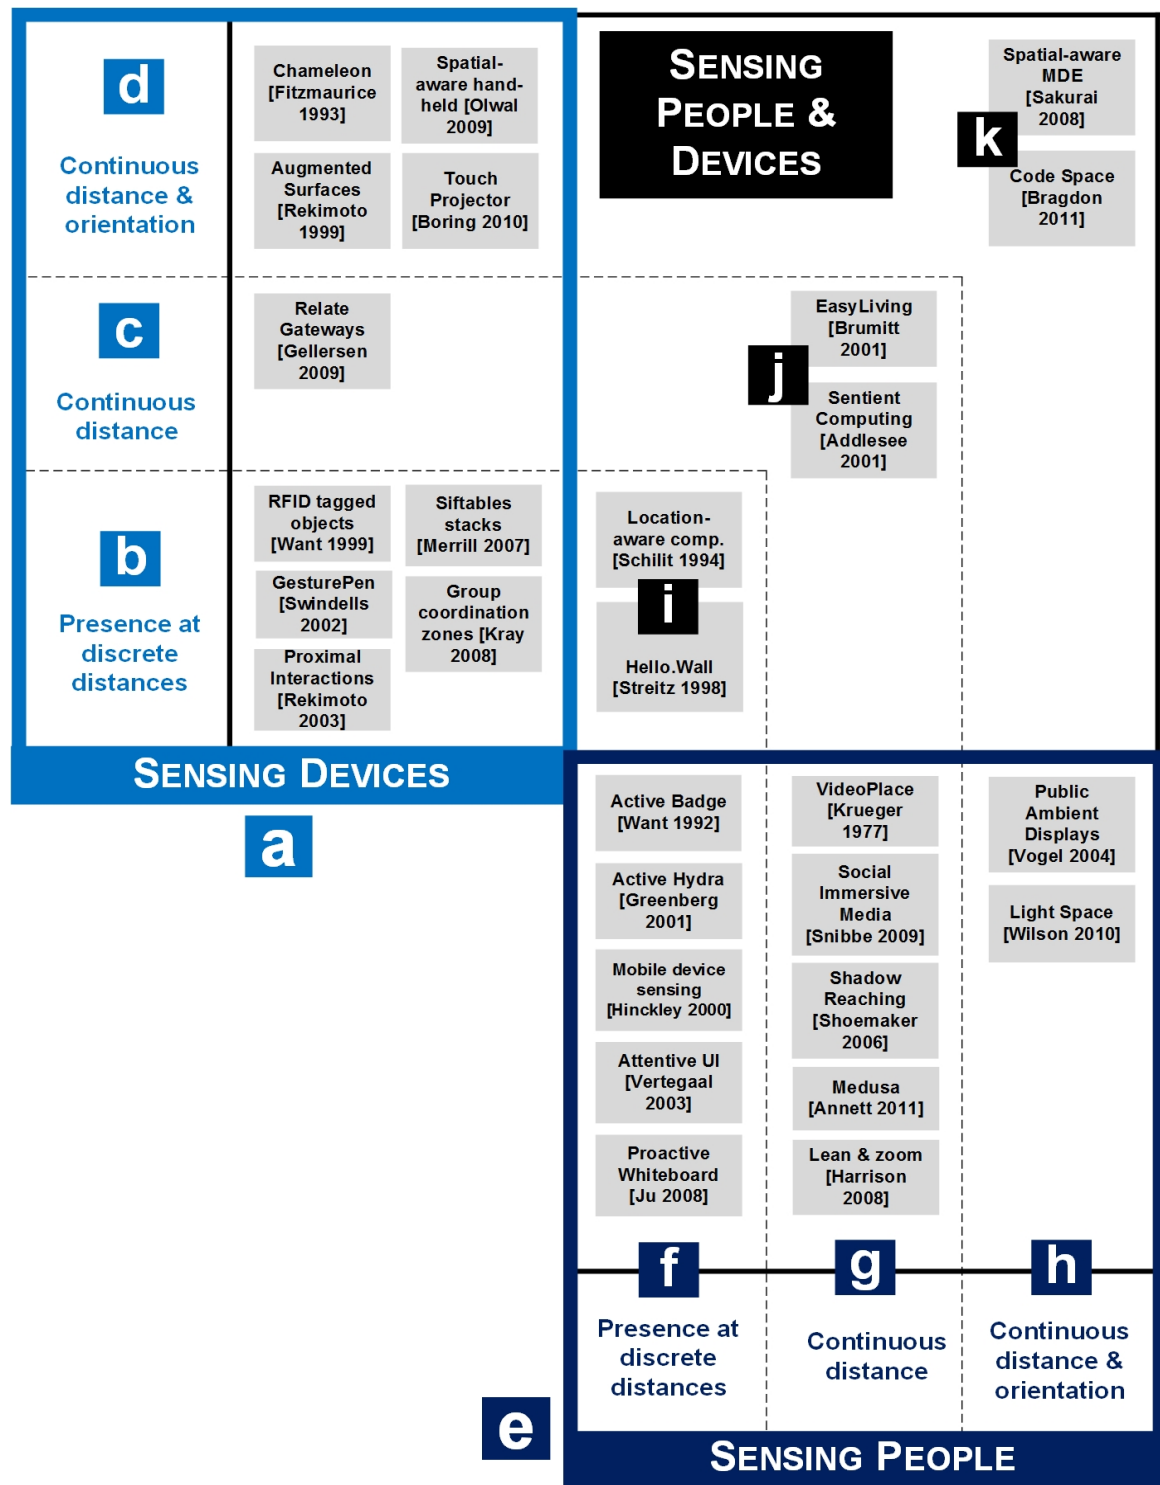 d
Continuous
distance &
orientation
Chameleon
[Fitzmaurice
1993]
Spatial-
aware hand-
held [Olwal
2009]
Augmented
Surfaces
[Rekimoto
1999]
Touch
Projector
[Boring 2010]
SENSING
PEOPLE &
DEVICES
Spatial-aware
MDE
[Sakurai
2008]
k
Code Space
[Bragdon
2011]
c
Continuous
distance
Relate
Gateways
[Gellersen
2009]
EasyLiving
[Brumitt
2001]
j
Sentient
Computing
[Addlesee
2001]
b
Presence at
discrete
distances
RFID tagged
objects
[Want 1999]
Siftables
stacks
[Merrill 2007]
GesturePen
[Swindells
2002]
Group
coordination
zones [Kray
2008]
Proximal
Interactions
[Rekimoto
2003]
Location-
aware comp.
[Schilit 1994]
i
Hello.Wall
[Streitz 1998]
SENSING DEVICES
a
Active Badge
[Want 1992]
Active Hydra
[Greenberg
2001]
Mobile device
sensing
[Hinckley 2000]
Attentive UI
[Vertegaal
2003]
Proactive
Whiteboard
[Ju 2008]
VideoPlace
[Krueger
1977]
Social
Immersive
Media
[Snibbe 2009]
Shadow
Reaching
[Shoemaker
2006]
Medusa
[Annett 2011]
Lean & zoom
[Harrison
2008]
Public
Ambient
Displays
[Vogel 2004]
Light Space
[Wilson 2010]
f
Presence at
discrete
distances
g
Continuous
distance
h
Continuous
distance &
orientation
e
SENSING PEOPLE